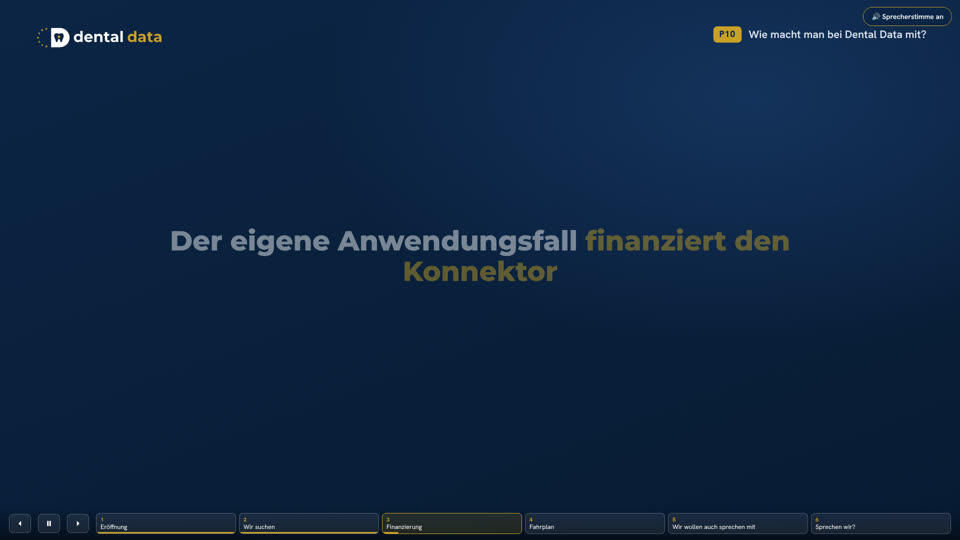 🔊 Sprecherstimme an
dental data
P10 Wie macht man bei Dental Data mit?
Der eigene Anwendungsfall finanziert den
Konnektor
1
Eröffnung
2
Wir suchen
3
Finanzierung
4
Fahrplan
5
Wir wollen auch sprechen mit
6
Sprechen wir?